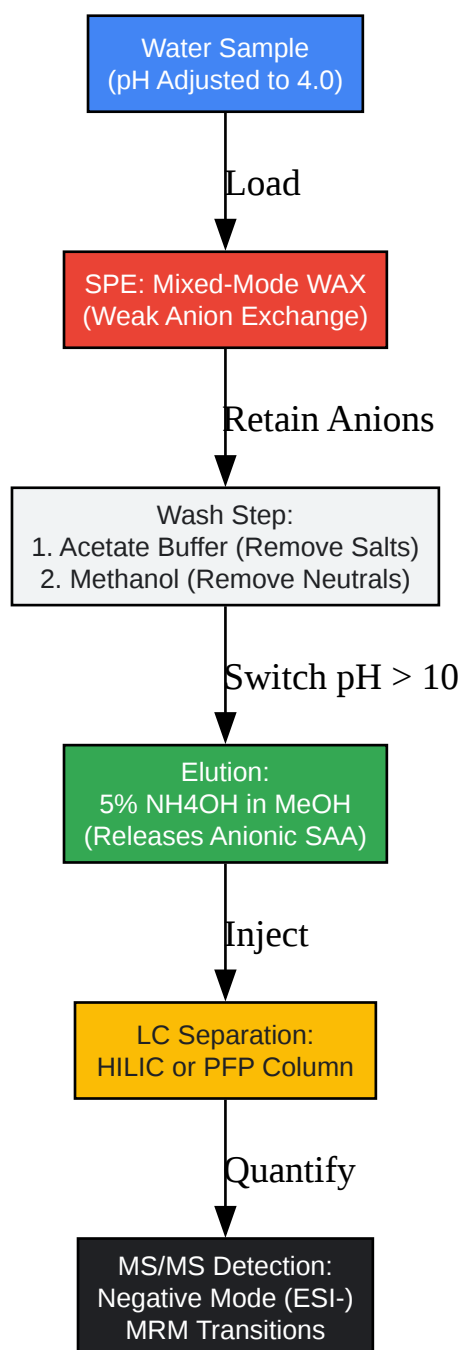 Water Sample
(pH Adjusted to 4.0)
Load
SPE: Mixed-Mode WAX
(Weak Anion Exchange)
Retain Anions
Wash Step:
1. Acetate Buffer (Remove Salts)
2. Methanol (Remove Neutrals)
Switch pH > 10
Elution:
5% NH4OH in MeOH
(Releases Anionic SAA)
Inject
LC Separation:
HILIC or PFP Column
Quantify
MS/MS Detection:
Negative Mode (ESI-)
MRM Transitions